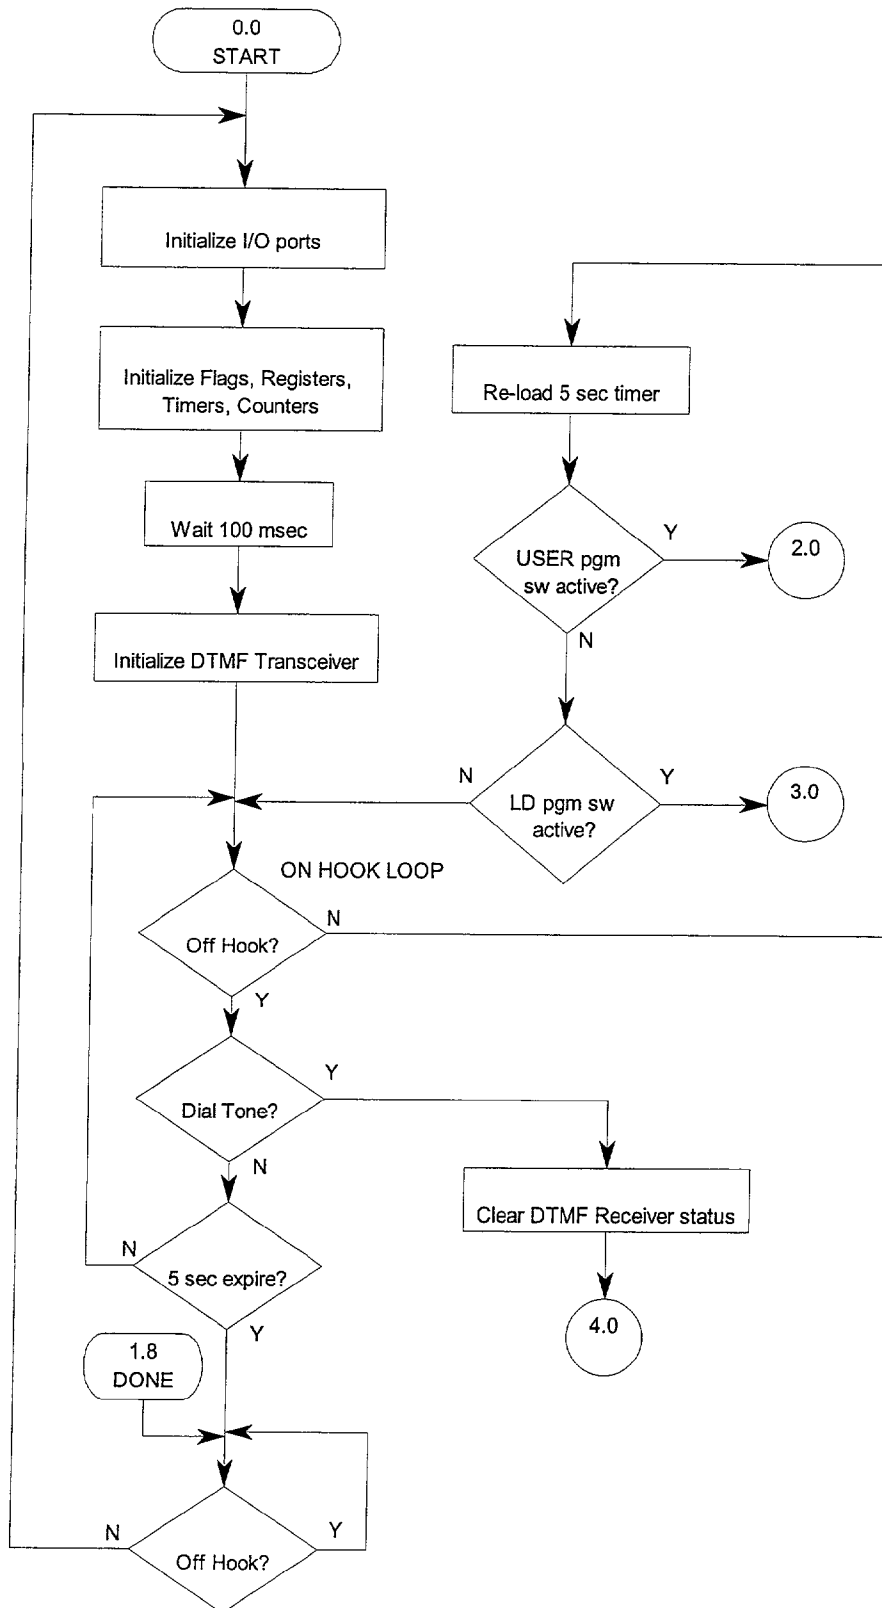 0.0
START
Initialize I/O ports
Initialize Flags, Registers,
Timers, Counters
Wait 100 msec
Initialize DTMF Transceiver
Re-load 5 sec timer
USER pgm
sw active?
Y
2.0
N
LD pgm sw
active?
N
Y
3.0
ON HOOK LOOP
Off Hook?
N
Y
Dial Tone?
Y
N
Clear DTMF Receiver status
4.0
5 sec expire?
N
Y
1.8
DONE
Off Hook?
N
Y